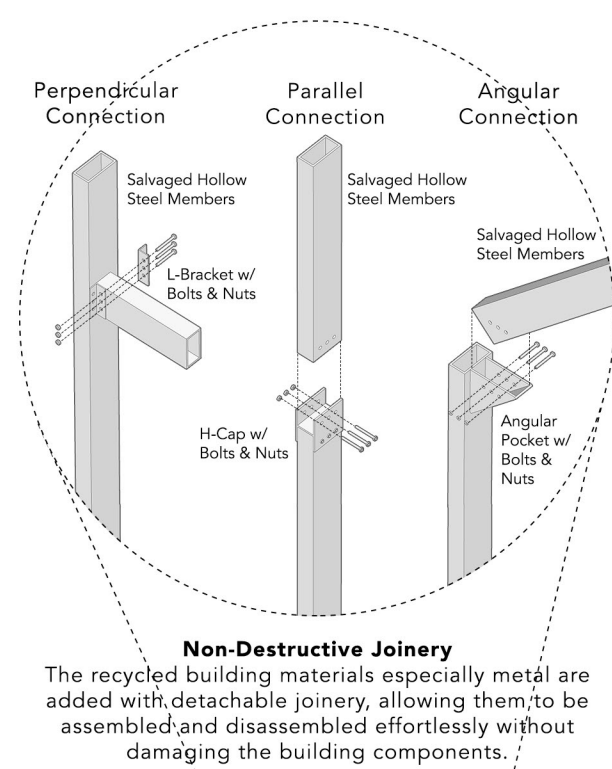 Perpendicular
Connection
Parallel
Connection
Angular
Connection
Salvaged Hollow
Steel Members
L-Bracket w/
Bolts & Nuts
Salvaged Hollow
Steel Members
H-Cap w/
Bolts & Nuts
Salvaged Hollow
Steel Members
Angular
Pocket w/
Bolts &
Nuts
Non-Destructive Joinery
The recycled building materials especially metal are
added with detachable joinery, allowing them to be
assembled and disassembled effortlessly without
damaging the building components.